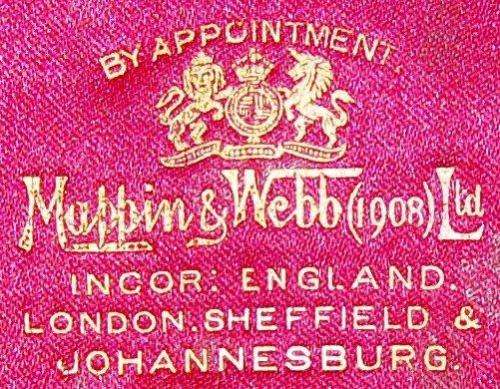 BY APPOINTMENT.
Mappin & Webb (1908) Ltd
INCOR: ENGLAND.
LONDON. SHEFFIELD &
JOHANNESBURG.